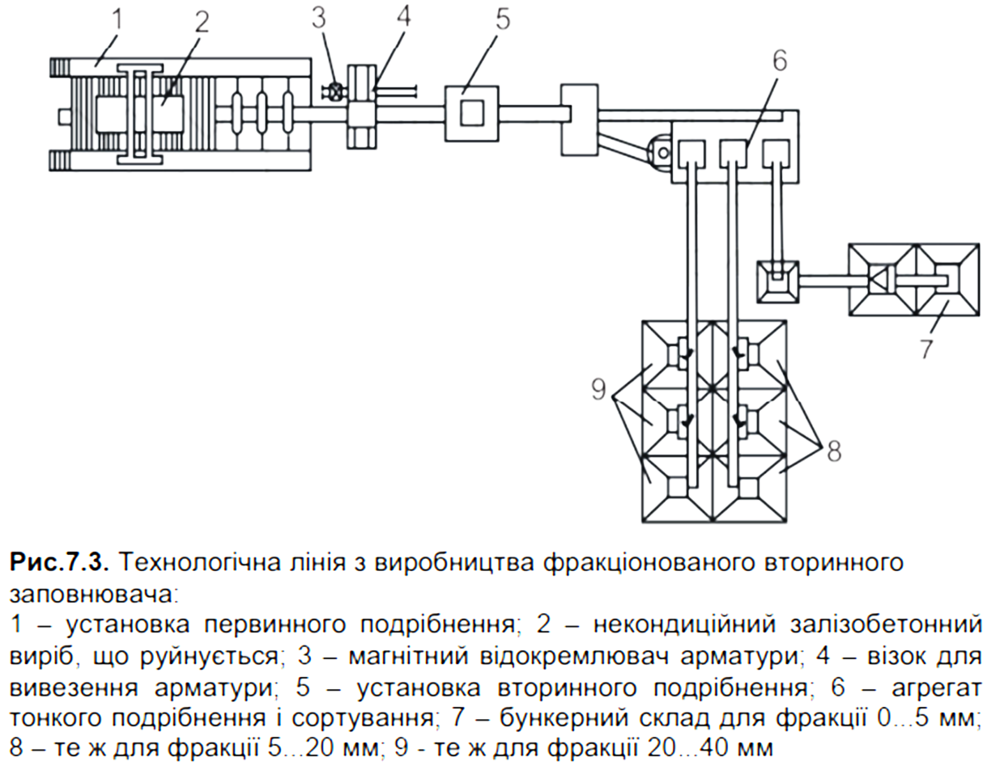 1
2
3
4
5
6
7
8
9
Рис.7.3. Технологічна лінія з виробництва фракціонованого вторинного
заповнювача:
1 – установка первинного подрібнення; 2 – некондиційний залізобетонний
виріб, що руйнується; 3 – магнітний відокремлювач арматури; 4 – візок для
вивезення арматури; 5 – установка вторинного подрібнення; 6 – агрегат
тонкого подрібнення і сортування; 7 – бункерний склад для фракції 0...5 мм;
8 – те ж для фракції 5...20 мм; 9 - те ж для фракції 20...40 мм